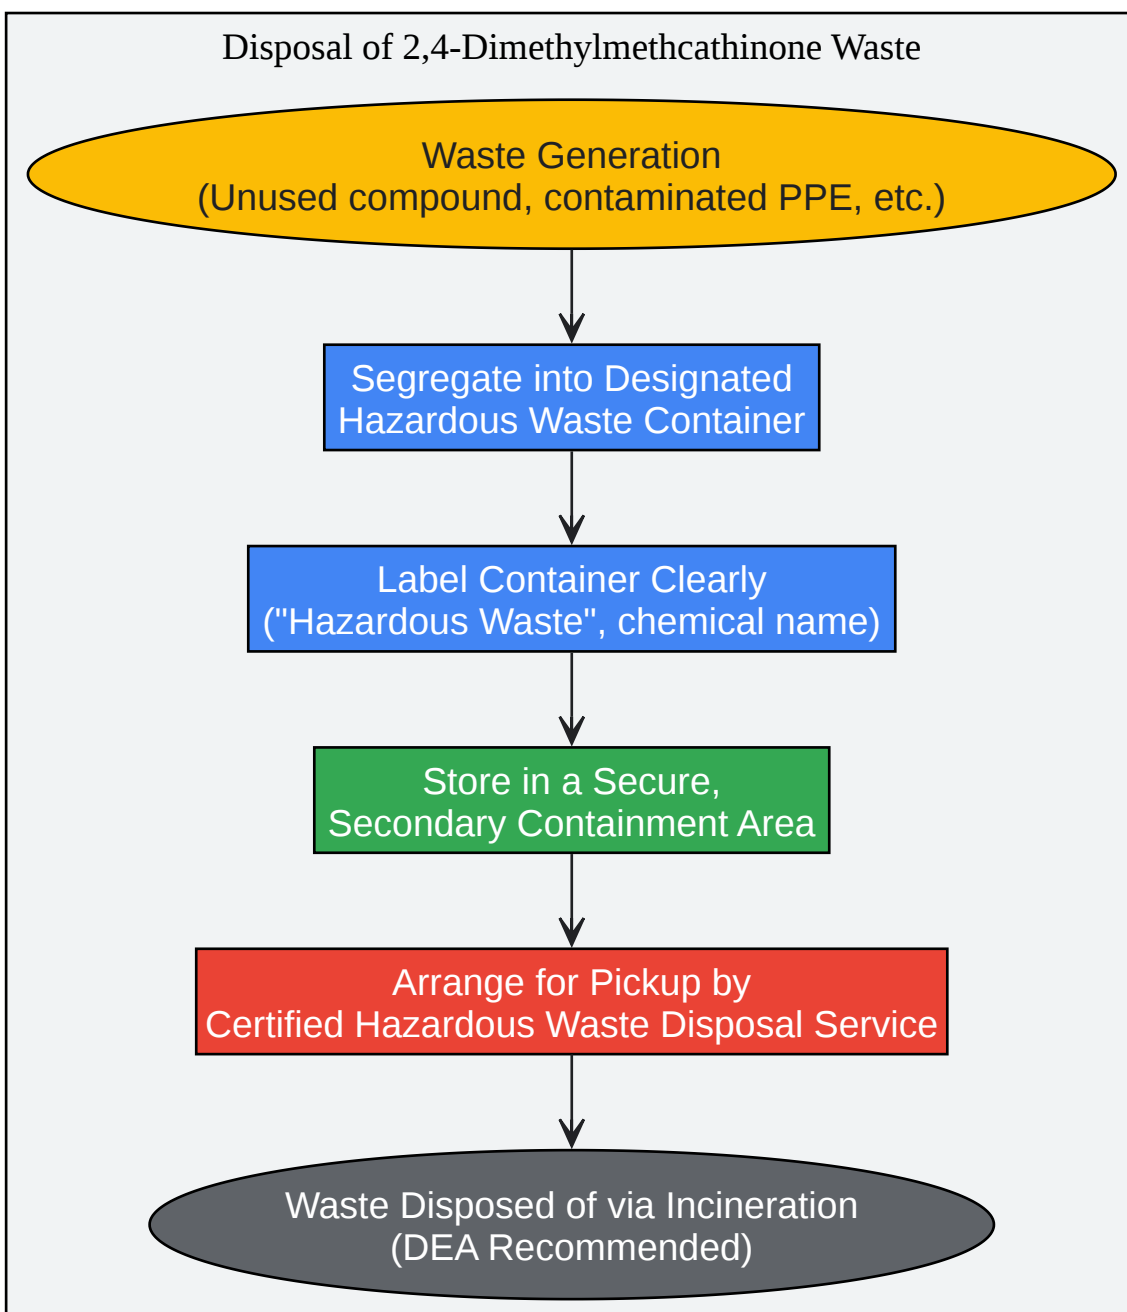 Disposal of 2,4-Dimethylmethcathinone Waste
Waste Generation
(Unused compound, contaminated PPE, etc.)
Segregate into Designated
Hazardous Waste Container
Label Container Clearly
("Hazardous Waste", chemical name)
Store in a Secure,
Secondary Containment Area
Arrange for Pickup by
Certified Hazardous Waste Disposal Service
Waste Disposed of via Incineration
(DEA Recommended)